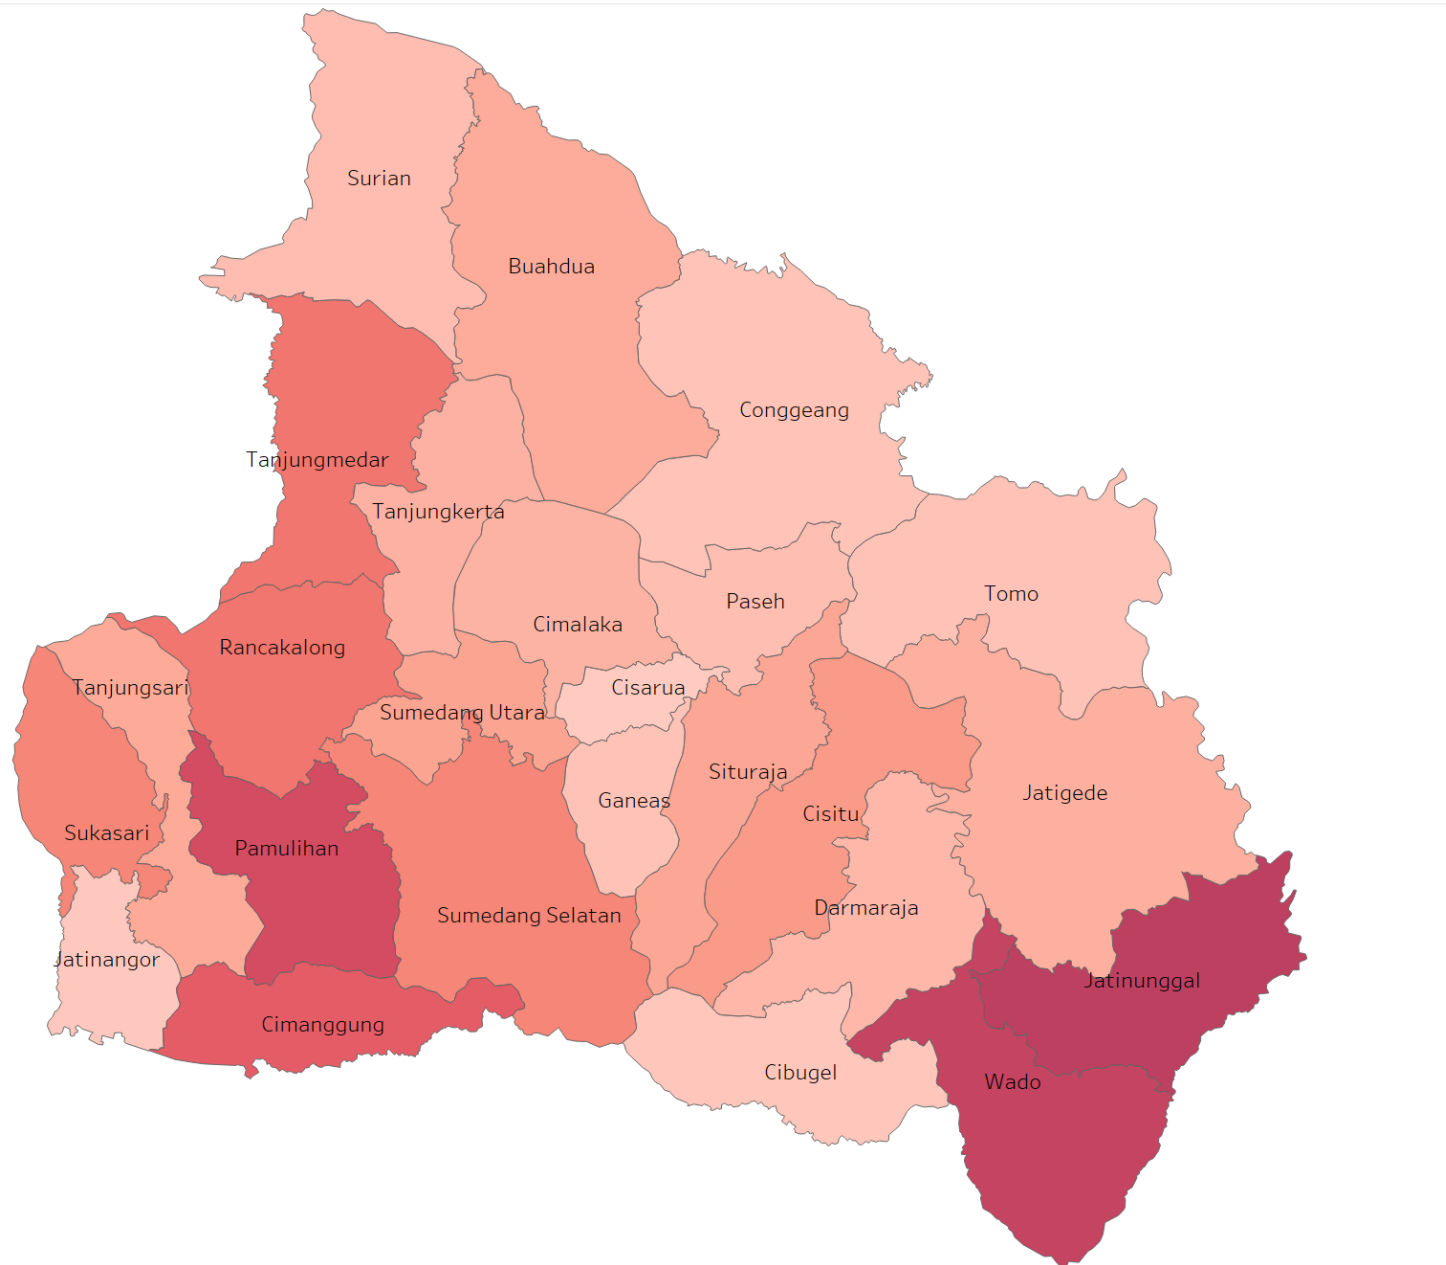 Surian
Buahdua
Conggeang
Tanjungmedar
Tanjungkerta
Tomo
Paseh
Cimalaka
Rancakalong
Tanjungsari
Cisarua
Sumedang Utara
Situraja
Jatigede
Ganeas
Cisitu
Sukasari
Pamulihan
Darmaraja
Sumedang Selatan
Jatinangor
Jatinunggal
Cimanggung
Cibugel
Wado